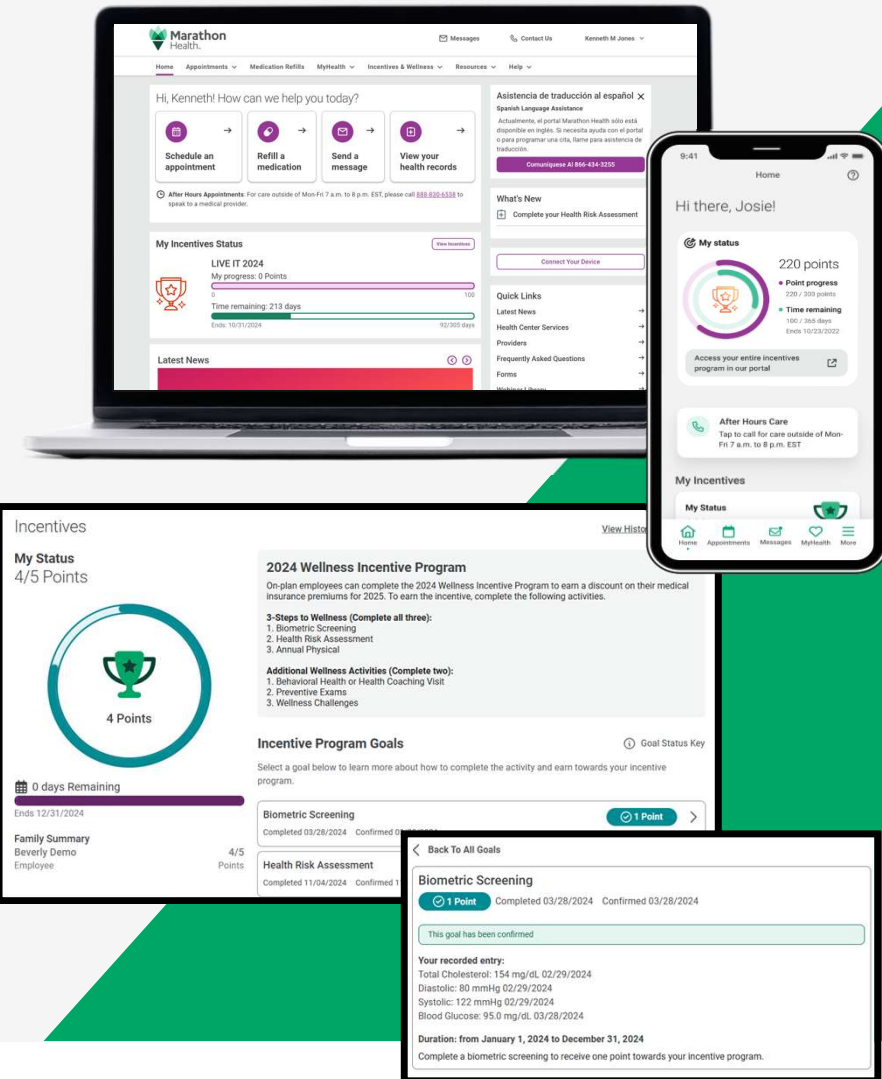 Marathon
Health.
Messages
Contact Us
Kenneth M Jones
Home Appointments Medication Refills MyHealth Incentives & Wellness Resources Help
Hi, Kenneth! How can we help you today?
Schedule an
appointment
Refill a
medication
Send a
message
View your
health records
After Hours Appointments: For care outside of Mon-Fri 7 a.m. to 8 p.m. EST, please call 888-830-6558 to
speak to a medical provider.
My Incentives Status
View Incentives
LIVE IT 2024
My progress: 0 Points
0 100
Time remaining: 213 days
Ends: 10/31/2024 92/305 days
Latest News
Asistencia de traducción al español
Spanish Language Assistance
Actualmente, el portal Marathon Health sólo está
disponible en inglés. Si necesita ayuda con el portal
o para programar una crita, llame para asistencia de
traducción.
Comuniquese Al 866-434-3255
What's New
Complete your Health Risk Assessment
Connect Your Device
Quick Links
Latest News
Health Center Services
Providers
Frequently Asked Questions
Forms
Webinar Library
9:41
Home
Hi there, Josie!
My status
220 points
Point progress
220 / 309 points
Time remaining
100 / 365 days
Ends 10/23/2022
Access your entire incentives
program in our portal
After Hours Care
Tap to call for care outside of Mon-
Fri 7 a.m. to 8 p.m. EST
My Incentives
My Status
Home Appointments Messages MyHealth More
Incentives
View
My Status
4/5 Points
4 Points
0 days Remaining
Ends 12/31/2024
Family Summary
Beverly Demo 4/5
Employee Points
2024 Wellness Incentive Program
On-plan employees can complete the 2024 Wellness Incentive Program to earn a discount on their medical
insurance premiums for 2025. To earn the incentive, complete the following activities.
3-Steps to Wellness (Complete all three):
1. Biometric Screening
2. Health Risk Assessment
3. Annual Physical
Additional Wellness Activities (Complete two):
1. Behavioral Health or Health Coaching Visit
2. Preventive Exams
3. Wellness Challenges
Incentive Program Goals
Goal Status Key
Select a goal below to learn more about how to complete the activity and earn towards your incentive
program.
Biometric Screening
1 Point
Completed 03/28/2024 Confirmed
Health Risk Assessment
Completed 11/04/2024 Confirmed
Back To All Goals
Biometric Screening
1 Point Completed 03/28/2024 Confirmed 03/28/2024
This goal has been confirmed
Your recorded entry:
Total Cholesterol: 154 mg/dL 02/29/2024
Diastolic: 80 mmHg 02/29/2024
Systolic: 122 mmHg 02/29/2024
Blood Glucose: 95.0 mg/dL 03/28/2024
Duration: from January 1, 2024 to December 31, 2024
Complete a biometric screening to receive one point towards your incentive program.